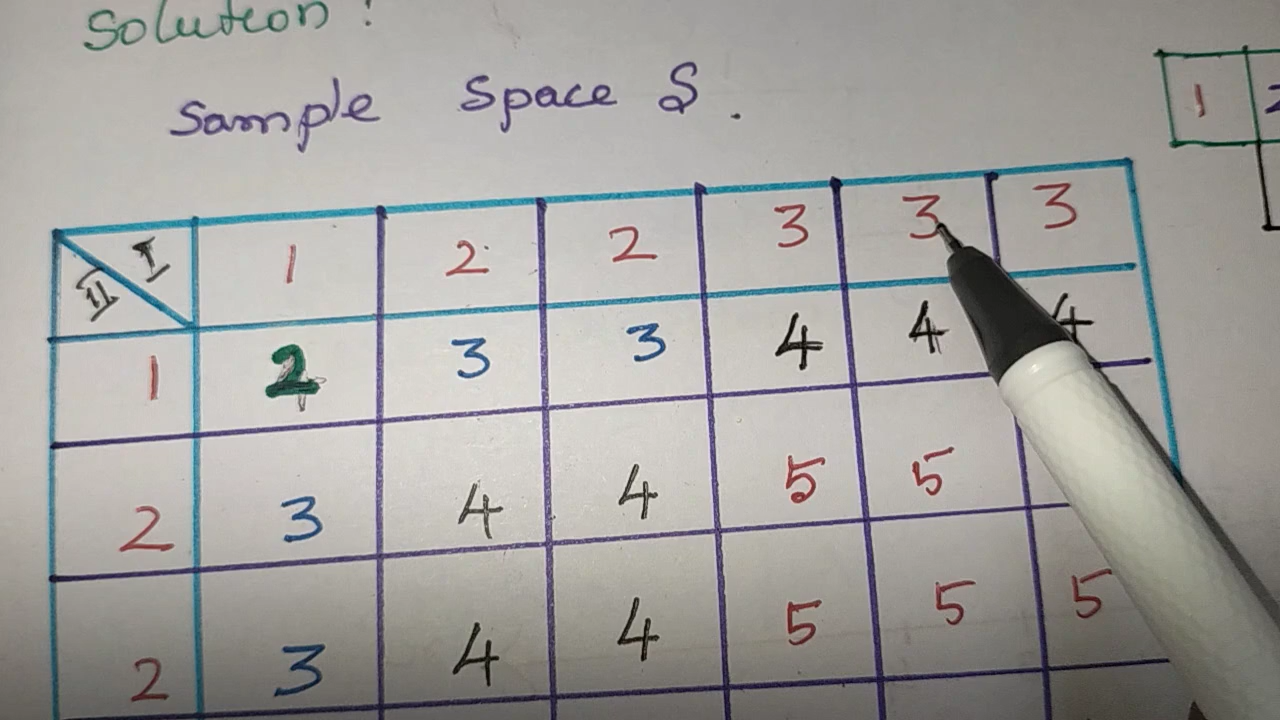 Solution :
Sample Space S.
1 2
I 1 2 2 3 3 3
II
1 2 3 3 4 4 4
2 3 4 4 5 5
2 3 4 4 5 5 5